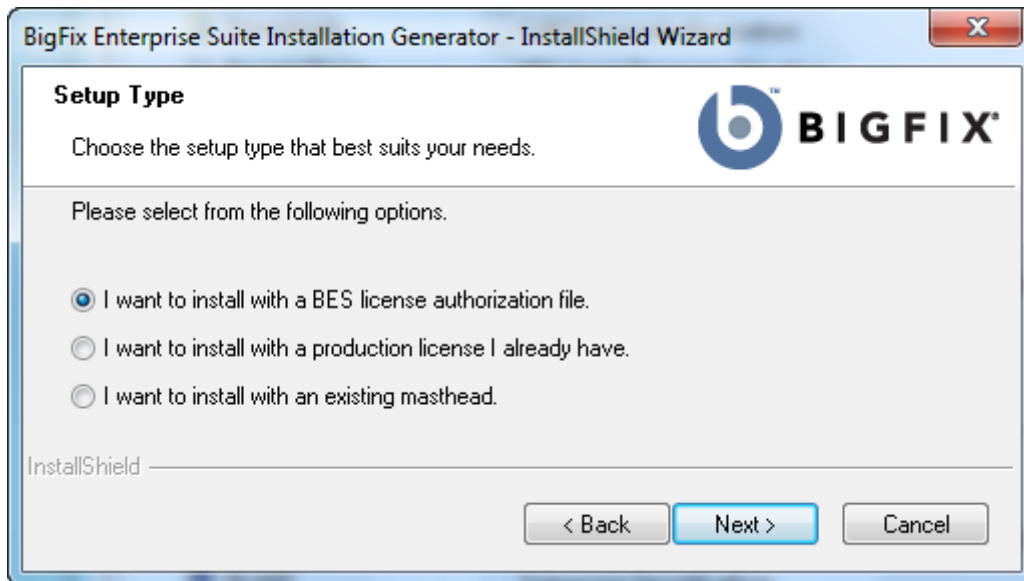 BigFix Enterprise Suite Installation Generator - InstallShield Wizard
Setup Type
Choose the setup type that best suits your needs.
BIGFIX®
Please select from the following options.
I want to install with a BES license authorization file.
I want to install with a production license I already have.
I want to install with an existing masthead.
InstallShield
< Back
Next >
Cancel